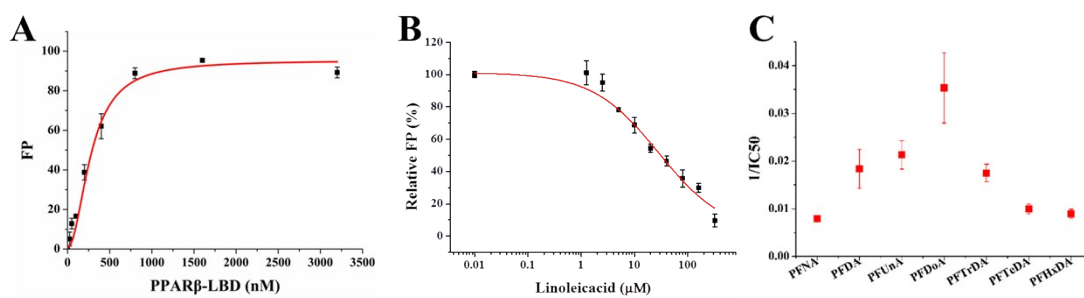 A
FP
100
80
60
40
20
0
0
500
1000
1500
2000
2500
3000
3500
PPARβ-LBD (nM)
B
Relative FP (%)
120
100
80
60
40
20
0
-20
0.01
0.1
1
10
100
Linoleicacid (μM)
C
1/IC50
0.04
0.03
0.02
0.01
0.00
PFNA
PFDA
PFUnA
PFDoA
PFTrDA
PFTeDA
PFHxDA